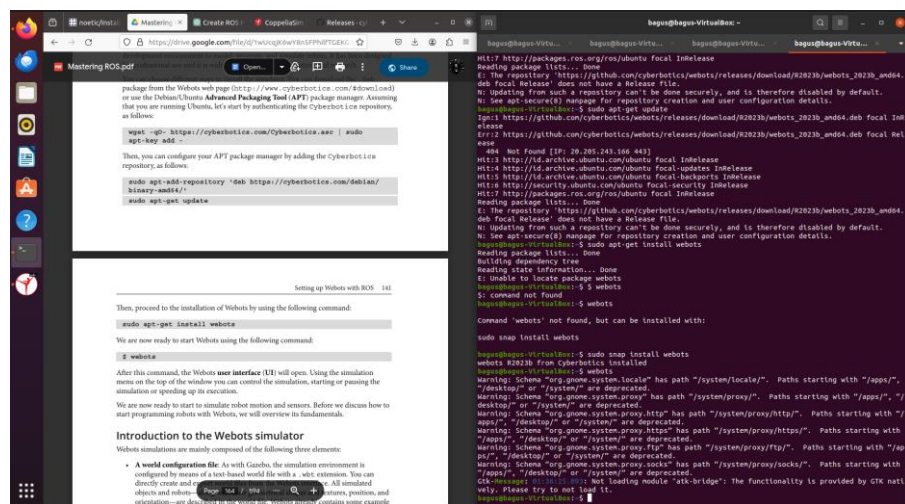 noetic/Instal
Mastering
Create ROS
CoppeliaSim
Releases · cy
https://drive.google.com/file/d/
Mastering ROS.pdf
Open...
Share
package from the Webots web page (http://www.cyberbotics.com/#download)
or use the Debian/Ubuntu Advanced Packaging Tool (APT) package manager. Assuming
that you are running Ubuntu, let's start by authenticating the Cyberbotics repository,
as follows:
wget -qO- https://cyberbotics.com/Cyberbotics.asc | sudo
apt-key add -
Then, you can configure your APT package manager by adding the Cyberbotics
repository, as follows:
sudo apt-add-repository 'deb https://cyberbotics.com/debian/
binary-amd64/'
sudo apt-get update
Setting up Webots with ROS 141
Then, proceed to the installation of Webots by using the following command:
sudo apt-get install webots
We are now ready to start Webots using the following command:
$ webots
After this command, the Webots user interface (UI) will open. Using the simulation
menu on the top of the window you can control the simulation, starting or pausing the
simulation or speeding up its execution.
We are now ready to start to simulate robot motion and sensors. Before we discuss how to
start programming robots with Webots, we will overview its fundamentals.
Introduction to the Webots simulator
Webots simulations are mainly composed of the following three elements:
• A world configuration file: As with Gazebo, the simulation environment is
configured by means of a text-based world file with a .wbt extension. You can
directly create and
All simulated
objects and robots—
textures, position, and
orientation—are
already contains some example
Page 164 / 594
bagus@bagus-VirtualBox: ~
bagus@bagus-Virtu...
bagus@bagus-Virtu...
bagus@bagus-Virtu...
bagus@bagus-Virtu...
Hit:7 http://packages.ros.org/ros/ubuntu focal InRelease
Reading package lists... Done
E: The repository 'https://github.com/cyberbotics/webots/releases/download/R2023b/webots_2023b_amd64.
deb focal Release' does not have a Release file.
N: Updating from such a repository can't be done securely, and is therefore disabled by default.
N: See apt-secure(8) manpage for repository creation and user configuration details.
bagus@bagus-VirtualBox:~$ sudo apt-get update
Ign:1 https://github.com/cyberbotics/webots/releases/download/R2023b/webots_2023b_amd64.deb focal InR
elease
Err:2 https://github.com/cyberbotics/webots/releases/download/R2023b/webots_2023b_amd64.deb focal Rel
ease
404 Not Found [IP: 20.205.243.166 443]
Hit:3 http://id.archive.ubuntu.com/ubuntu focal InRelease
Hit:4 http://id.archive.ubuntu.com/ubuntu focal-updates InRelease
Hit:5 http://id.archive.ubuntu.com/ubuntu focal-backports InRelease
Hit:6 http://security.ubuntu.com/ubuntu focal-security InRelease
Hit:7 http://packages.ros.org/ros/ubuntu focal InRelease
Reading package lists... Done
E: The repository 'https://github.com/cyberbotics/webots/releases/download/R2023b/webots_2023b_amd64.
deb focal Release' does not have a Release file.
N: Updating from such a repository can't be done securely, and is therefore disabled by default.
N: See apt-secure(8) manpage for repository creation and user configuration details.
bagus@bagus-VirtualBox:~$ sudo apt-get install webots
Reading package lists... Done
Building dependency tree
Reading state information... Done
E: Unable to locate package webots
bagus@bagus-VirtualBox:~$ $ webots
$: command not found
bagus@bagus-VirtualBox:~$ webots
Command 'webots' not found, but can be installed with:
sudo snap install webots
bagus@bagus-VirtualBox:~$ sudo snap install webots
webots R2023b from Cyberbotics installed
bagus@bagus-VirtualBox:~$ webots
Warning: Schema "org.gnome.system.locale" has path "/system/locale/". Paths starting with "/apps/", "
/desktop/" or "/system/" are deprecated.
Warning: Schema "org.gnome.system.proxy" has path "/system/proxy/". Paths starting with "/apps/", "/
desktop/" or "/system/" are deprecated.
Warning: Schema "org.gnome.system.proxy.http" has path "/system/proxy/http/". Paths starting with "/
apps/", "/desktop/" or "/system/" are deprecated.
Warning: Schema "org.gnome.system.proxy.https" has path "/system/proxy/https/". Paths starting with
"/apps/", "/desktop/" or "/system/" are deprecated.
Warning: Schema "org.gnome.system.proxy.ftp" has path "/system/proxy/ftp/". Paths starting with "/ap
ps/", "/desktop/" or "/system/" are deprecated.
Warning: Schema "org.gnome.system.proxy.socks" has path "/system/proxy/socks/". Paths starting with
"/apps/", "/desktop/" or "/system/" are deprecated.
Gtk-Message: 01:36:25.893: Not loading module "atk-bridge": The functionality is provided by GTK nati
vely. Please try to not load it.
bagus@bagus-VirtualBox:~$